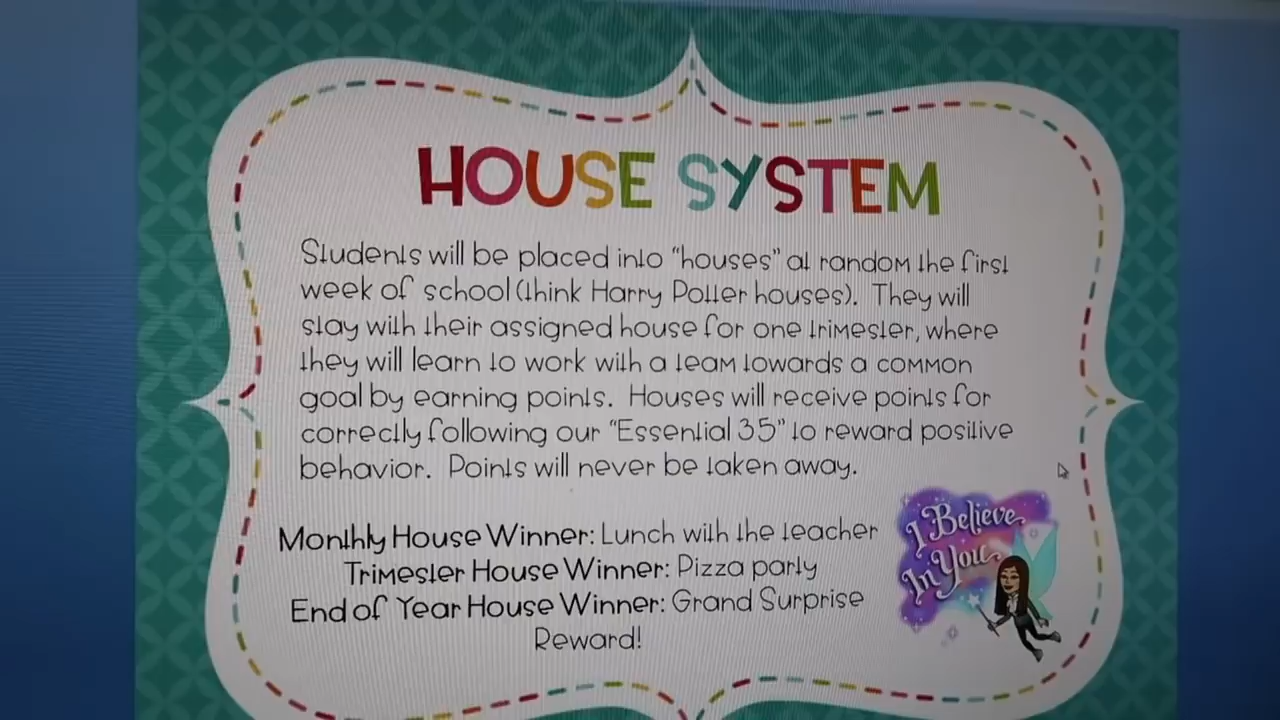 HOUSE SYSTEM
Students will be placed into "houses" at random the first
week of school (think Harry Potter houses). They will
stay with their assigned house for one trimester, where
they will learn to work with a team towards a common
goal by earning points. Houses will receive points for
correctly following our "Essential 35" to reward positive
behavior. Points will never be taken away.
Monthly House Winner: Lunch with the teacher
Trimester House Winner: Pizza party
End of Year House Winner: Grand Surprise
Reward!
I Believe
In You